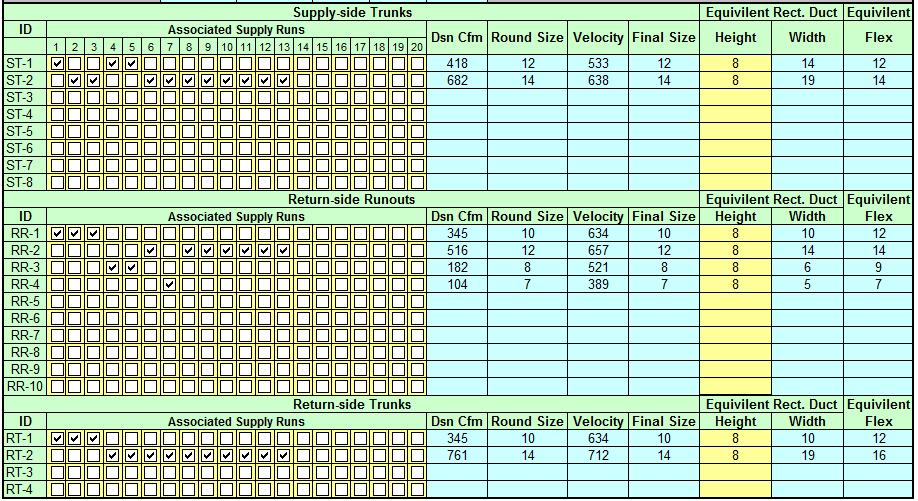 Supply-side Trunks Equivilent Rect. Duct Equivilent
ID Associated Supply Runs Dsn Cfm Round Size Velocity Final Size Height Width Flex
1 2 3 4 5 6 7 8 9 10 11 12 13 14 15 16 17 18 19 20
ST-1 418 12 533 12 8 14 12
ST-2 682 14 638 14 8 19 14
ST-3 8
ST-4 8
ST-5 8
ST-6 8
ST-7 8
ST-8 8
Return-side Runouts Equivilent Rect. Duct Equivilent
ID Associated Supply Runs Dsn Cfm Round Size Velocity Final Size Height Width Flex
RR-1 345 10 634 10 8 10 12
RR-2 516 12 657 12 8 14 14
RR-3 182 8 521 8 8 6 9
RR-4 104 7 389 7 8 5 7
RR-5
RR-6
RR-7
RR-8
RR-9
RR-10
Return-side Trunks Equivilent Rect. Duct Equivilent
ID Associated Supply Runs Dsn Cfm Round Size Velocity Final Size Height Width Flex
RT-1 345 10 634 10 8 10 12
RT-2 761 14 712 14 8 19 16
RT-3
RT-4